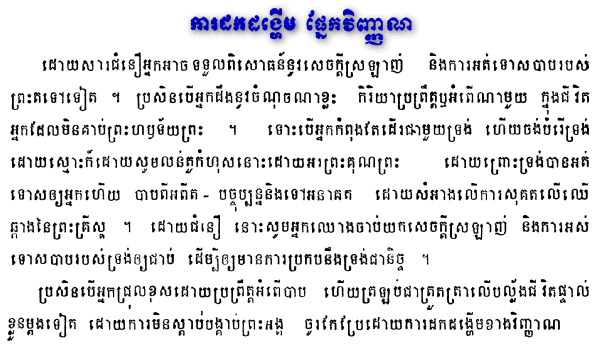 ការដកដង្ហើម ផ្នែកវិញ្ញាណ
ដោយសារជំនឿអ្នកអាចទទួលពិសោធន៍នូវសេចក្ដីស្រឡាញ់ និងការអត់ទោសបាបរបស់
ព្រះតទៅទៀត ។ ប្រសិនបើអ្នកដឹងនូវចំណុចណាខ្លះ កិរិយាប្រព្រឹត្តឬអំពើណាមួយ ក្នុងជីវិត
អ្នកដែលមិនគាប់ព្រះហឫទ័យព្រះ ។ ទោះបើអ្នកកំពុងតែដើរជាមួយទ្រង់ ហើយចង់បំរើទ្រង់
ដោយស្មោះក៏ដោយសូមលន់តួកំហុសនោះដោយអរព្រះគុណព្រះ ដោយព្រោះទ្រង់បានអត់
ទោសឲ្យអ្នកហើយ បាបពីអតីត - បច្ចុប្បន្ននិងទៅអនាគត ដោយសំអាងលើការសុគតលើឈើ
ឆ្កាងនៃព្រះគ្រីស្ដ ។ ដោយជំនឿ នោះសូមអ្នកឈោងចាប់យកសេចក្ដីស្រឡាញ់ និងការអស់
ទោសបាបរបស់ទ្រង់ឲ្យជាប់ ដើម្បីឲ្យមានការប្រកបនឹងទ្រង់ជានិច្ច ។
ប្រសិនបើអ្នកជ្រុលខុសដោយប្រព្រឹត្តអំពើបាប ហើយត្រឡប់ជាត្រួតត្រាលើបល្ល័ង្កជីវិតផ្ទាល់
ខ្លួនម្ដងទៀត ដោយការមិនស្ដាប់បង្គាប់ព្រះអង្គ ចូរកែប្រែដោយការដកដង្ហើមខាងវិញ្ញាណ